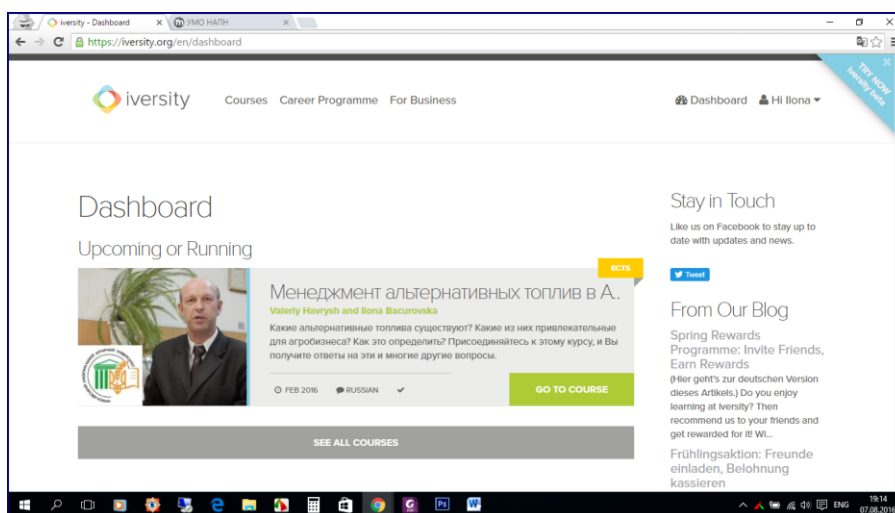 iversity - Dashboard
УМО НАПН
https://iversity.org/en/dashboard
TRY NOW
iversity beta
iversity
Courses
Career Programme
For Business
Dashboard
Hi Ilona
Dashboard
Upcoming or Running
ECTS
Менеджмент альтернативных топлив в А..
Valeriy Havrysh and Ilona Bacurovska
Какие альтернативные топлива существуют? Какие из них привлекательные
для агробизнеса? Как это определить? Присоединяйтесь к этому курсу, и Вы
получите ответы на эти и многие другие вопросы.
FEB 2016
RUSSIAN
GO TO COURSE
SEE ALL COURSES
Stay in Touch
Like us on Facebook to stay up to
date with updates and news.
Tweet
From Our Blog
Spring Rewards
Programme: Invite Friends,
Earn Rewards
(Hier geht's zur deutschen Version
dieses Artikels.) Do you enjoy
learning at iversity? Then
recommend us to your friends and
get rewarded for it! Wi...
Frühlingsaktion: Freunde
einladen, Belohnung
kassieren
ENG
19:14
07.08.201